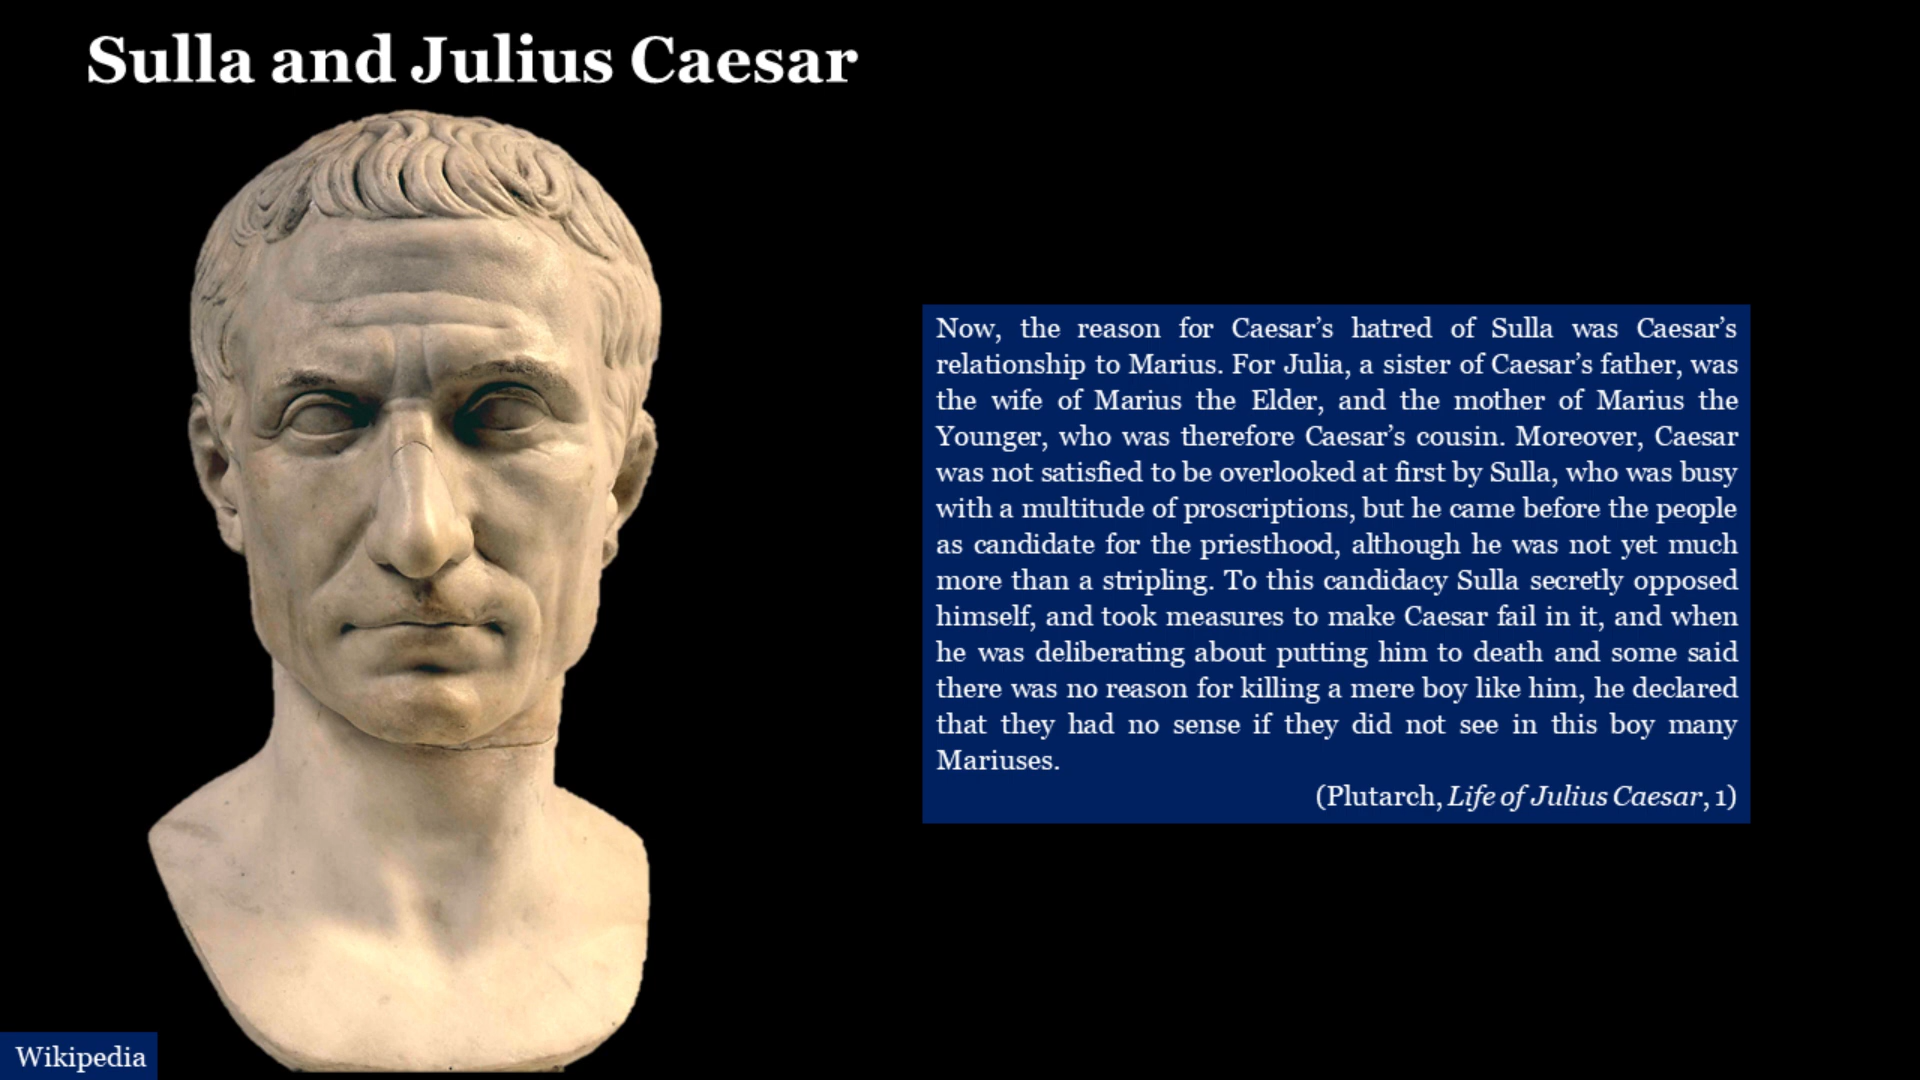 Sulla and Julius Caesar
Now, the reason for Caesar’s hatred of Sulla was Caesar’s
relationship to Marius. For Julia, a sister of Caesar’s father, was
the wife of Marius the Elder, and the mother of Marius the
Younger, who was therefore Caesar’s cousin. Moreover, Caesar
was not satisfied to be overlooked at first by Sulla, who was busy
with a multitude of proscriptions, but he came before the people
as candidate for the priesthood, although he was not yet much
more than a stripling. To this candidacy Sulla secretly opposed
himself, and took measures to make Caesar fail in it, and when
he was deliberating about putting him to death and some said
there was no reason for killing a mere boy like him, he declared
that they had no sense if they did not see in this boy many
Mariuses.
(Plutarch, Life of Julius Caesar, 1)
Wikipedia